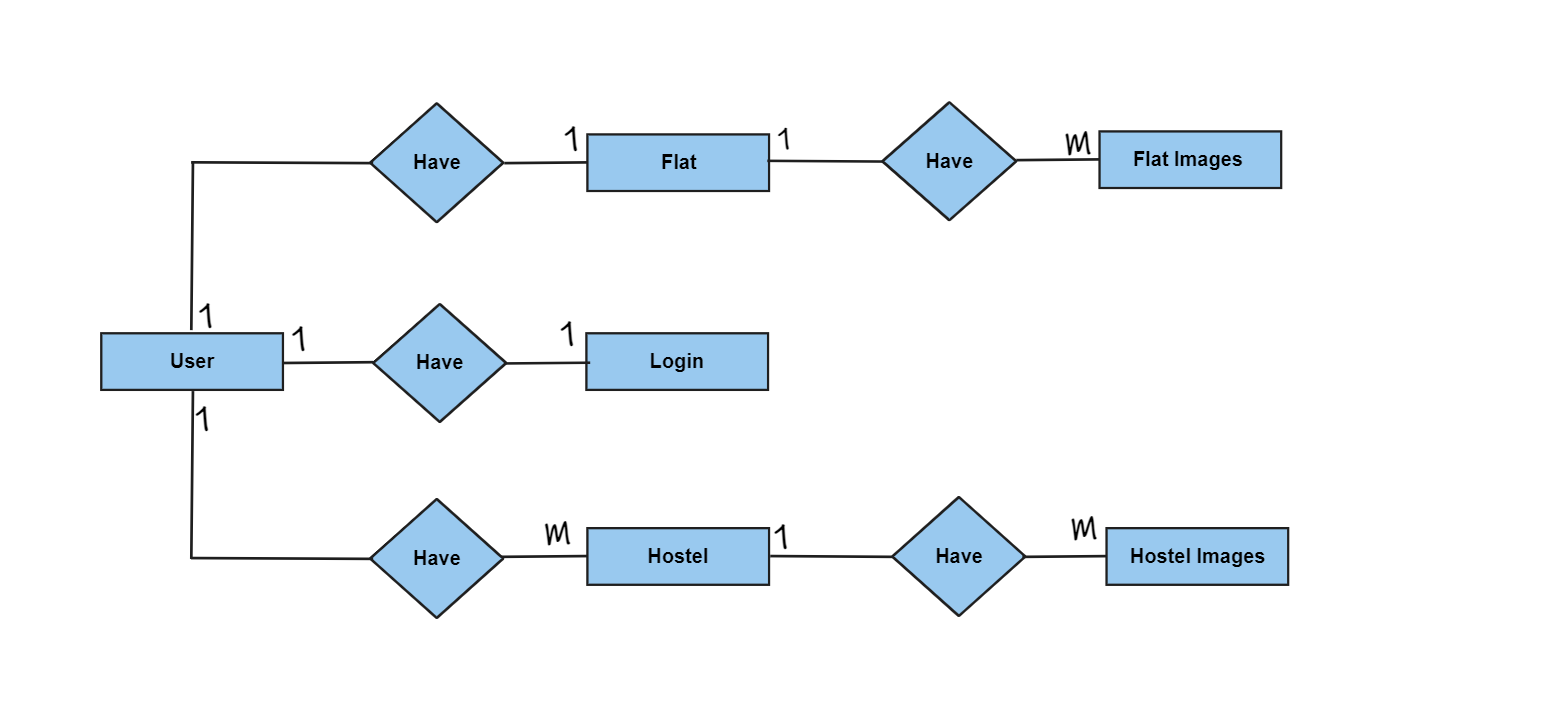 Have
1
Flat
1
Have
m
Flat Images
1
User
1
Have
1
Login
1
Have
m
Hostel
1
Have
m
Hostel Images